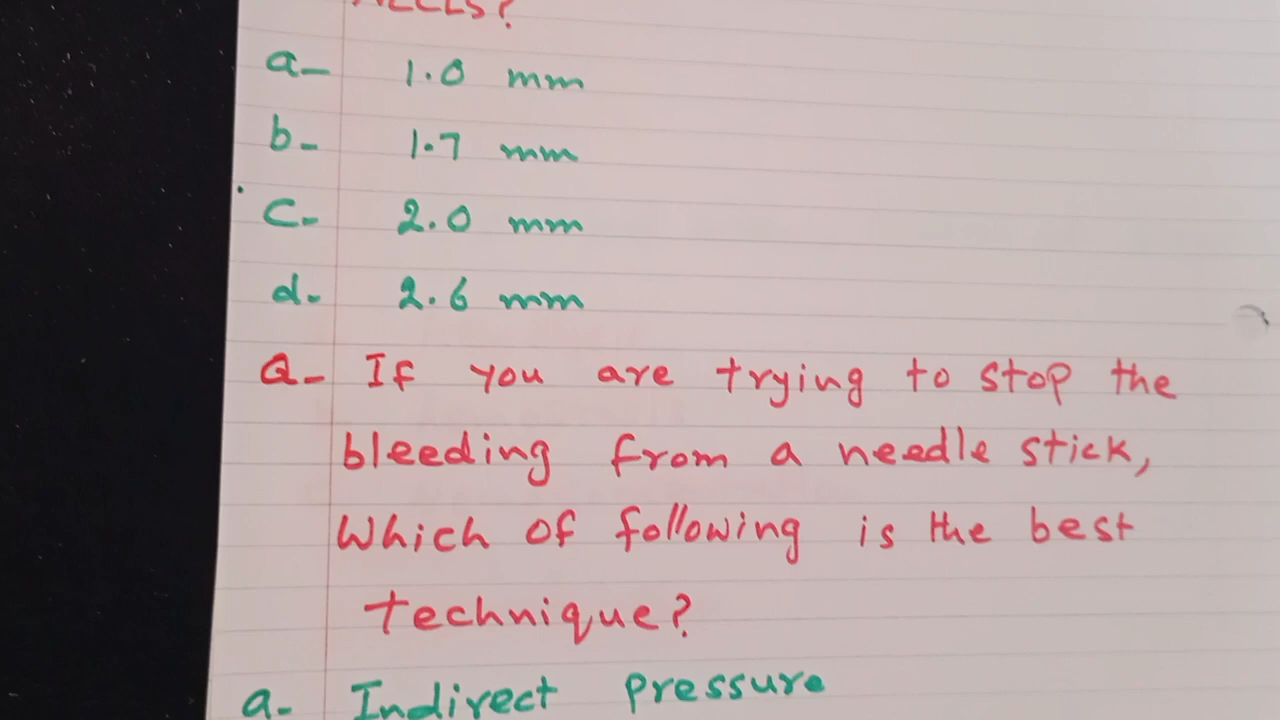 a- 1.0 mm
b- 1.7 mm
c- 2.0 mm
d- 2.6 mm
Q- If you are trying to stop the
bleeding from a needle stick,
Which of following is the best
technique?
a- Indirect pressure